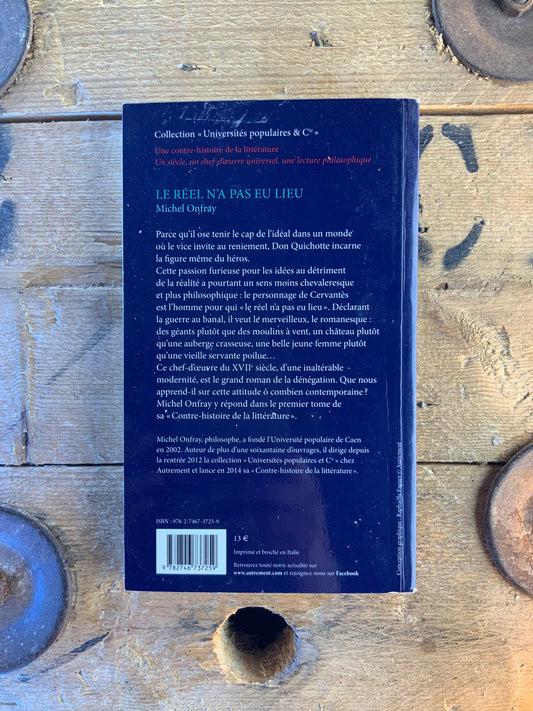 Collection « Universités populaires & Cie »
Une contre-histoire de la littérature
Un siècle, un chef-d'œuvre universel, une lecture philosophique
LE RÉEL N'A PAS EU LIEU
Michel Onfray
Parce qu'il ose tenir le cap de l'idéal dans un monde
où le vice invite au reniement, Don Quichotte incarne
la figure même du héros.
Cette passion furieuse pour les idées au détriment
de la réalité a pourtant un sens moins chevaleresque
et plus philosophique : le personnage de Cervantès
est l'homme pour qui « le réel n'a pas eu lieu ». Déclarant
la guerre au banal, il veut le merveilleux, le romanesque :
des géants plutôt que des moulins à vent, un château plutôt
qu'une auberge crasseuse, une belle jeune femme plutôt
qu'une vieille servante poilue…
Ce chef-d'œuvre du XVIIe siècle, d'une inaltérable
modernité, est le grand roman de la dénégation. Que nous
apprend-il sur cette attitude ô combien contemporaine ?
Michel Onfray y répond dans le premier tome de
sa « Contre-histoire de la littérature ».
Michel Onfray, philosophe, a fondé l'Université populaire de Caen
en 2002. Auteur de plus d'une soixantaine d'ouvrages, il dirige depuis
la rentrée 2012 la collection « Universités populaires et Cie » chez
Autrement et lance en 2014 sa « Contre-histoire de la littérature ».
ISBN : 978-2-7467-3725-9
9 782746 737259
13 €
Imprimé et broché en Italie
Retrouvez toute notre actualité sur
www.autrement.com et rejoignez-nous sur Facebook
Conception graphique : Raphaëlle Faguer © Autrement